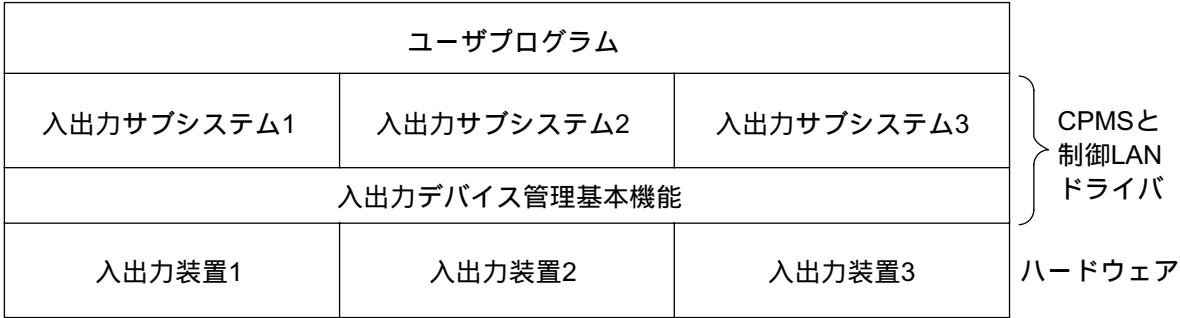 ユーザプログラム
入出力サブシステム1
入出力サブシステム2
入出力サブシステム3
CPMSと
制御LAN
ドライバ
入出力デバイス管理基本機能
入出力装置1
入出力装置2
入出力装置3
ハードウェア